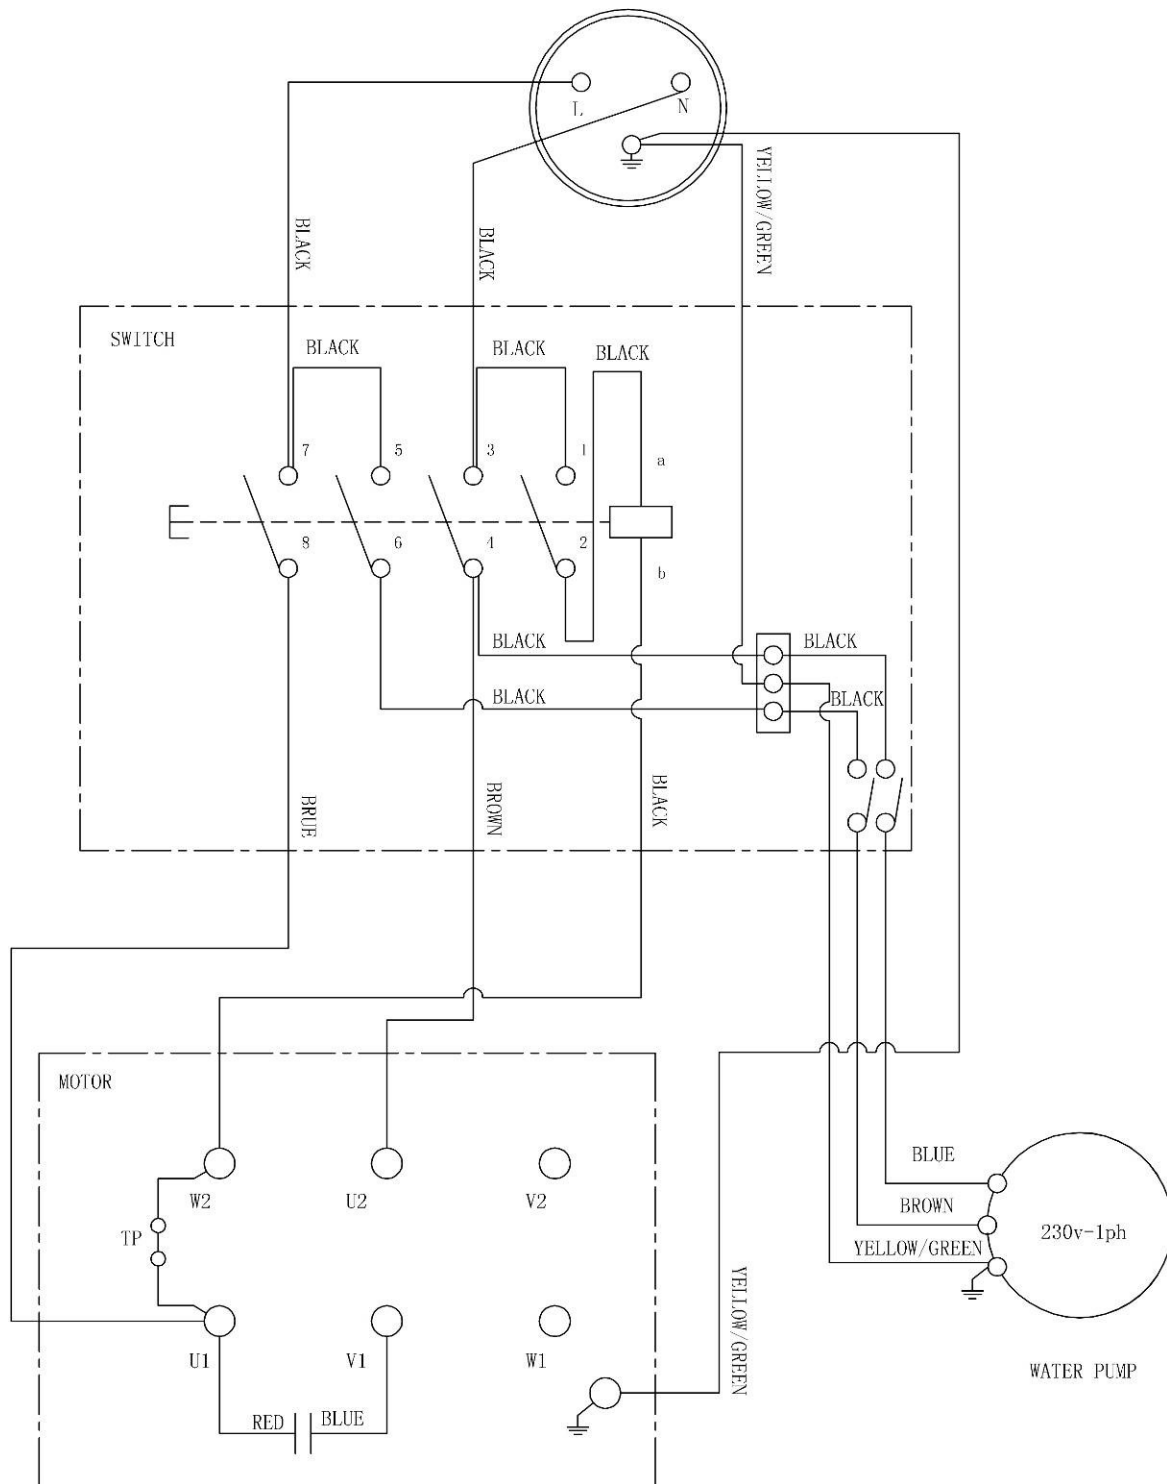 L
N
YELLOW/GREEN
BLACK
BLACK
SWITCH
BLACK
BLACK
BLACK
7
5
3
1
a
8
6
4
2
b
BLACK
BLACK
BLACK
BLACK
BRUE
BROWN
BLACK
MOTOR
W2
U2
V2
TP
U1
V1
W1
RED
BLUE
YELLOW/GREEN
BLUE
BROWN
YELLOW/GREEN
230v-1ph
WATER PUMP